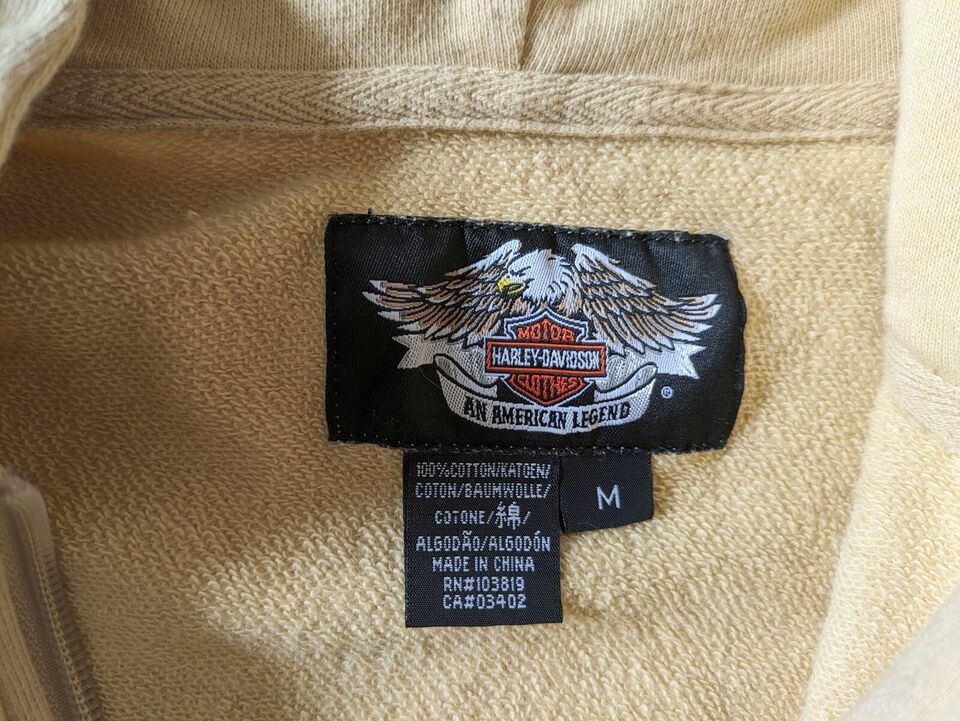 MOTOR
HARLEY-DAVIDSON
CLOTHES
AN AMERICAN LEGEND
®
100%COTTON/KATOEN/
COTON/BAUMWOLLE/
COTONE/綿/
ALGODÃO/ALGODÓN
MADE IN CHINA
RN#103819
CA#03402
M